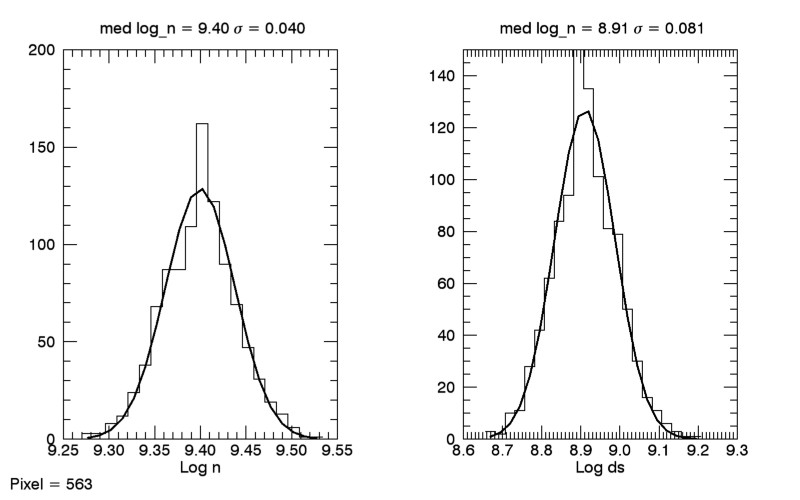 med log_n = 9.40 σ = 0.040
200
150
100
50
0
9.25 9.30 9.35 9.40 9.45 9.50 9.55
Log n
med log_n = 8.91 σ = 0.081
140
120
100
80
60
40
20
0
8.6 8.7 8.8 8.9 9.0 9.1 9.2 9.3
Log ds
Pixel = 563